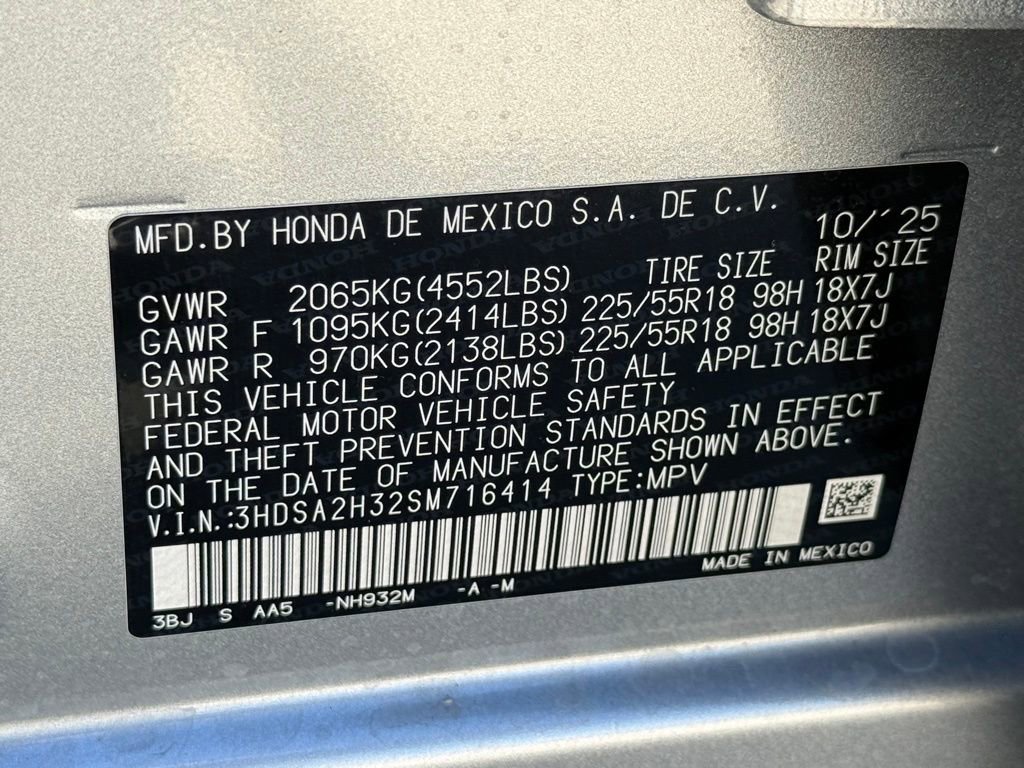 MFD.BY HONDA DE MEXICO S.A. DE C.V. 10/´25
TIRE SIZE RIM SIZE
GVWR 2065KG(4552LBS)
GAWR F 1095KG(2414LBS) 225/55R18 98H 18X7J
GAWR R 970KG(2138LBS) 225/55R18 98H 18X7J
THIS VEHICLE CONFORMS TO ALL APPLICABLE
FEDERAL MOTOR VEHICLE SAFETY
AND THEFT PREVENTION STANDARDS IN EFFECT
ON THE DATE OF MANUFACTURE SHOWN ABOVE.
V.I.N.:3HDSA2H32SM716414 TYPE:MPV
MADE IN MEXICO
3BJ S AA5 -NH932M -A -M